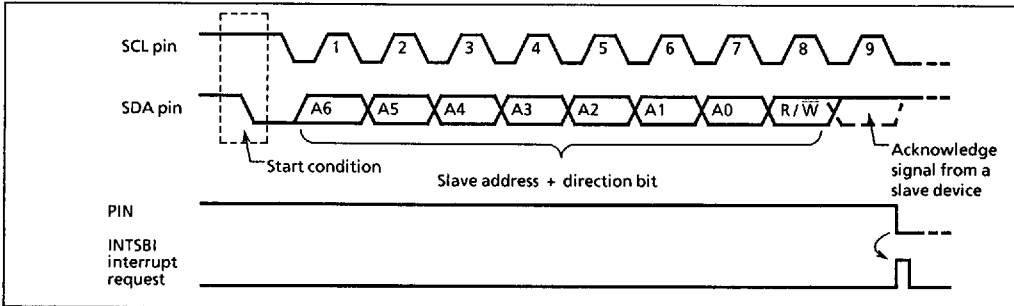 SCL pin
1 2 3 4 5 6 7 8 9
SDA pin
A6 A5 A4 A3 A2 A1 A0 R/W̅
Start condition
Slave address + direction bit
Acknowledge
signal from a
slave device
PIN
INTSBI
interrupt
request